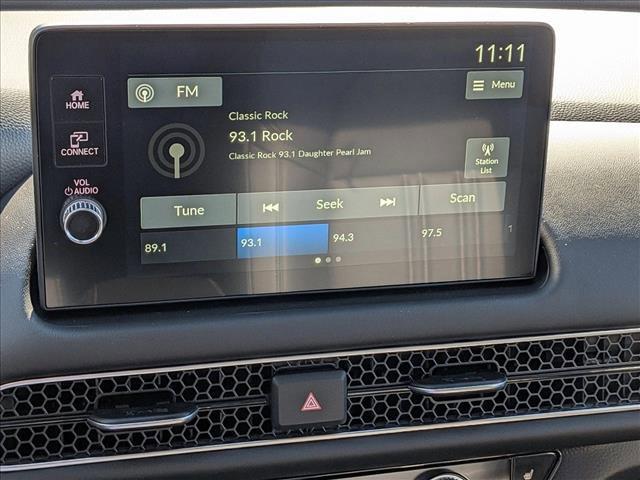 11:11
FM
Menu
HOME
Classic Rock
93.1 Rock
Classic Rock 93.1 Daughter Pearl Jam
CONNECT
Station
List
VOL
AUDIO
Tune
Seek
Scan
89.1
93.1
94.3
97.5
1